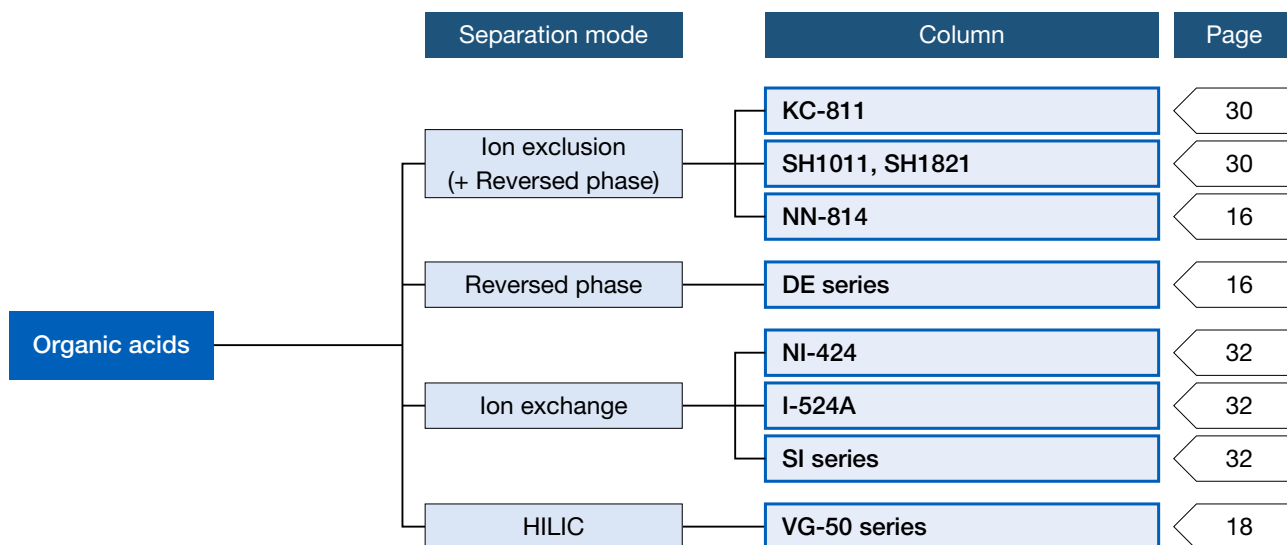 Separation mode
Column
Page
Organic acids
Ion exclusion
(+ Reversed phase)
KC-811
30
SH1011, SH1821
30
NN-814
16
Reversed phase
DE series
16
Ion exchange
NI-424
32
I-524A
32
SI series
32
HILIC
VG-50 series
18